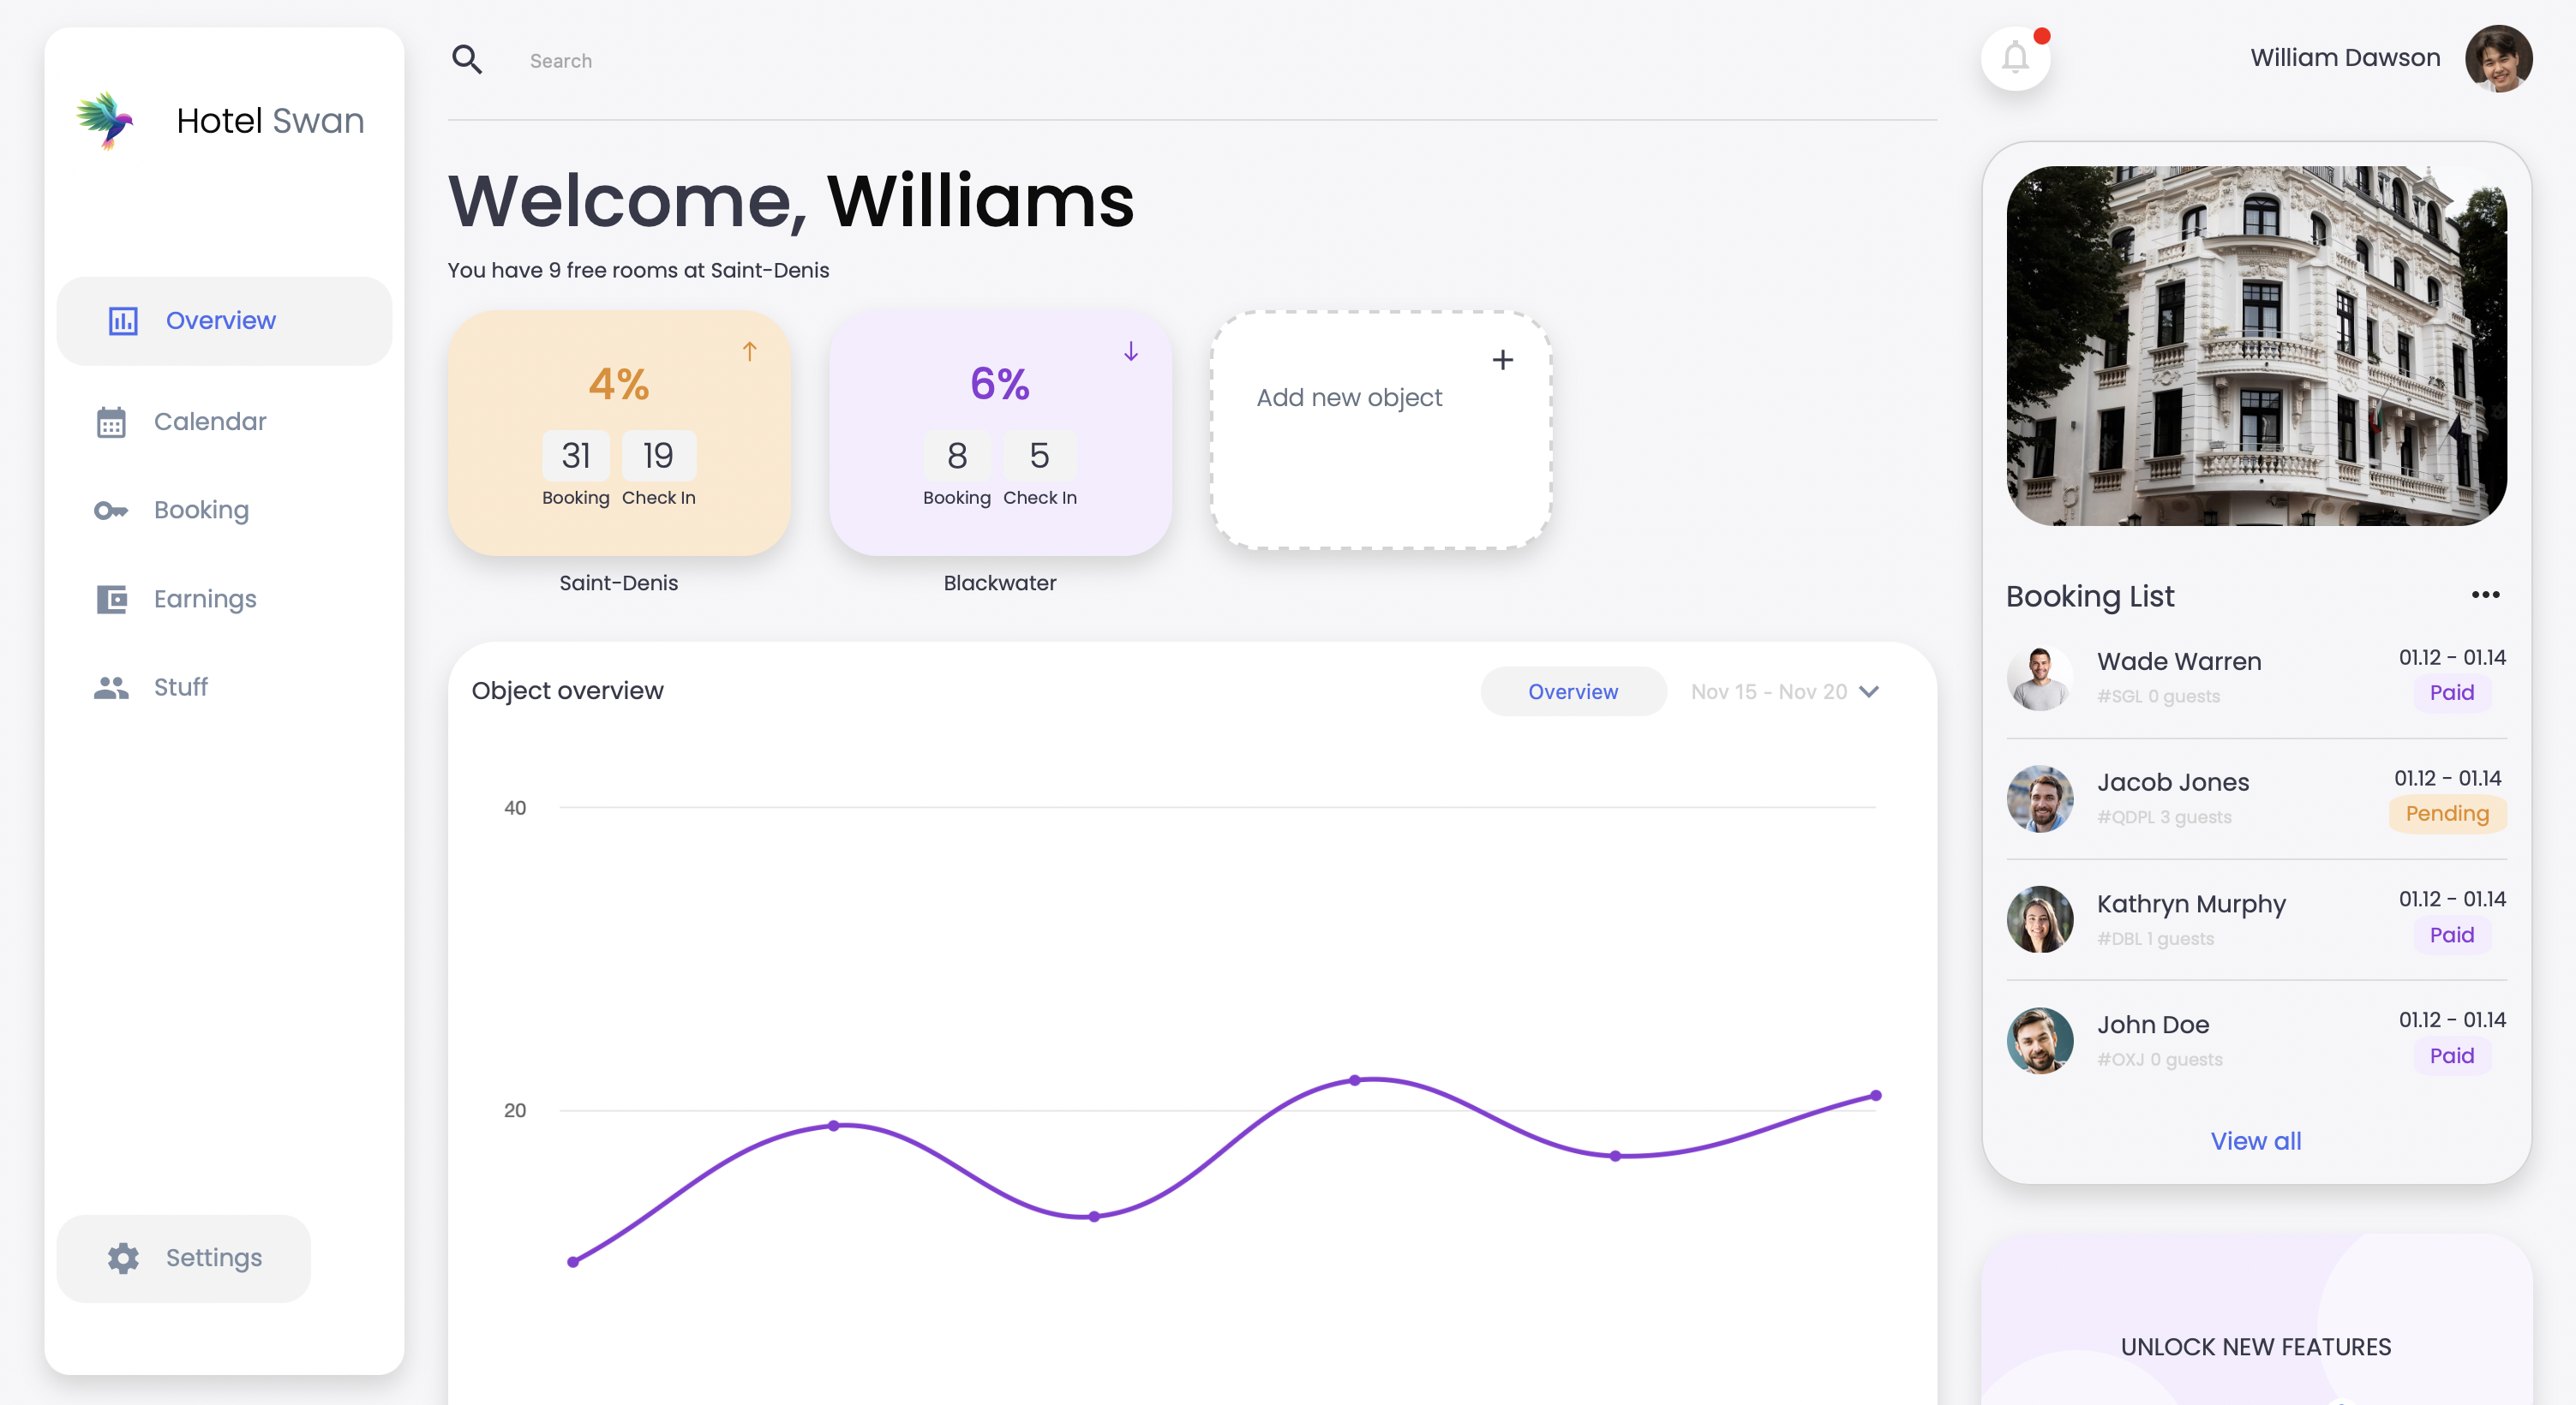 Hotel Swan
Overview
Calendar
Booking
Earnings
Stuff
Settings
Search
Welcome, Williams
You have 9 free rooms at Saint-Denis
4%
31 19
Booking Check In
Saint-Denis
6%
8 5
Booking Check In
Blackwater
+
Add new object
Object overview
Overview
Nov 15 - Nov 20
40
20
William Dawson
Booking List
Wade Warren
#SGL 0 guests
01.12 - 01.14
Paid
Jacob Jones
#QDPL 3 guests
01.12 - 01.14
Pending
Kathryn Murphy
#DBL 1 guests
01.12 - 01.14
Paid
John Doe
#OXJ 0 guests
01.12 - 01.14
Paid
View all
UNLOCK NEW FEATURES